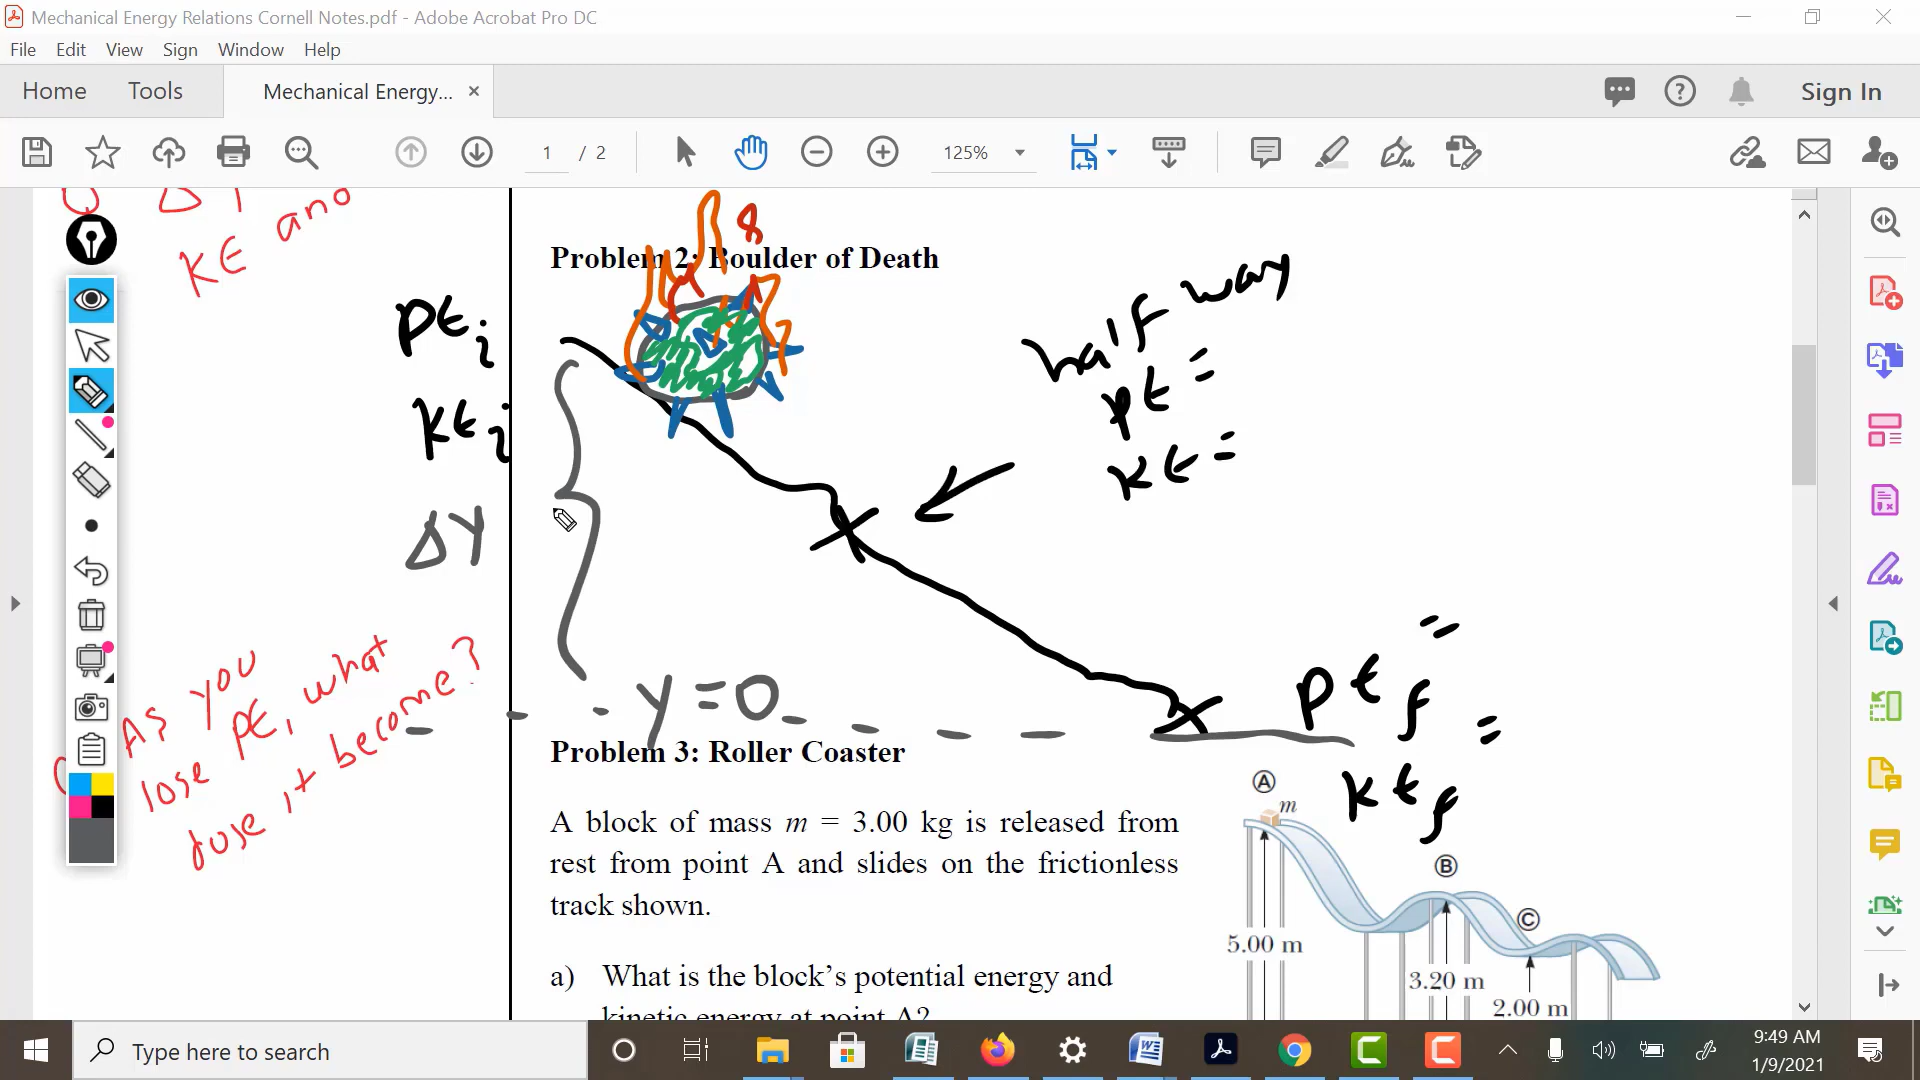 Mechanical Energy Relations Cornell Notes.pdf - Adobe Acrobat Pro DC
File Edit View Sign Window Help
Home Tools Mechanical Energy... × Sign In
1 / 2 125%
Δ Y
KE and
Problem 2: Boulder of Death
PEi
KEi
ΔY
half way
PE =
KE =
y = 0
PEf =
KEf =
As you
lose PE, what
does it become?
Problem 3: Roller Coaster
A block of mass m = 3.00 kg is released from
rest from point A and slides on the frictionless
track shown.
a) What is the block’s potential energy and
kinetic energy at point A?
A
m
B
C
5.00 m
3.20 m
2.00 m
Type here to search
9:49 AM
1/9/2021